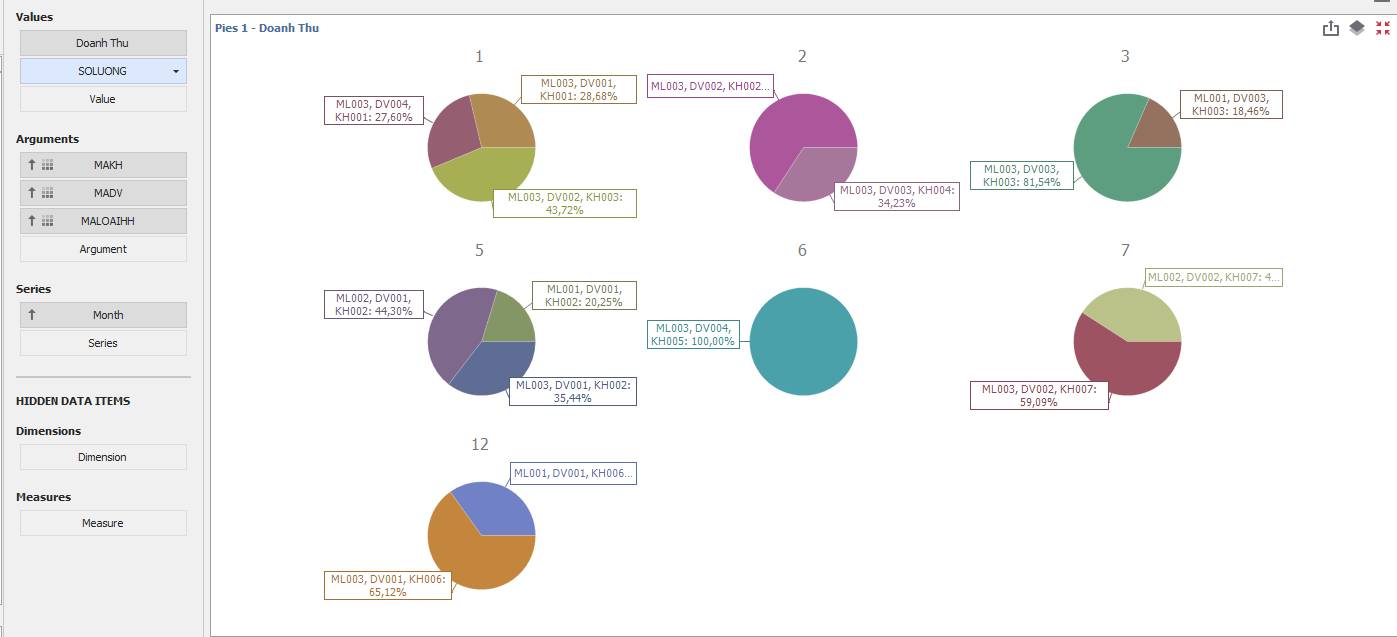 Values
Doanh Thu
SOLUONG
Value
Arguments
MAKH
MADV
MALOAIHH
Argument
Series
Month
Series
HIDDEN DATA ITEMS
Dimensions
Dimension
Measures
Measure
Pies 1 - Doanh Thu
1
ML003, DV001,
KH001: 28,68%
ML003, DV004,
KH001: 27,60%
ML003, DV002, KH003:
43,72%
2
ML003, DV002, KH002...
ML003, DV003, KH004:
34,23%
3
ML001, DV003,
KH003: 18,46%
ML003, DV003,
KH003: 81,54%
5
ML002, DV001,
KH002: 44,30%
ML001, DV001,
KH002: 20,25%
ML003, DV001, KH002:
35,44%
6
ML003, DV004,
KH005: 100,00%
7
ML002, DV002, KH007: 4...
ML003, DV002, KH007:
59,09%
12
ML001, DV001, KH006...
ML003, DV001, KH006:
65,12%